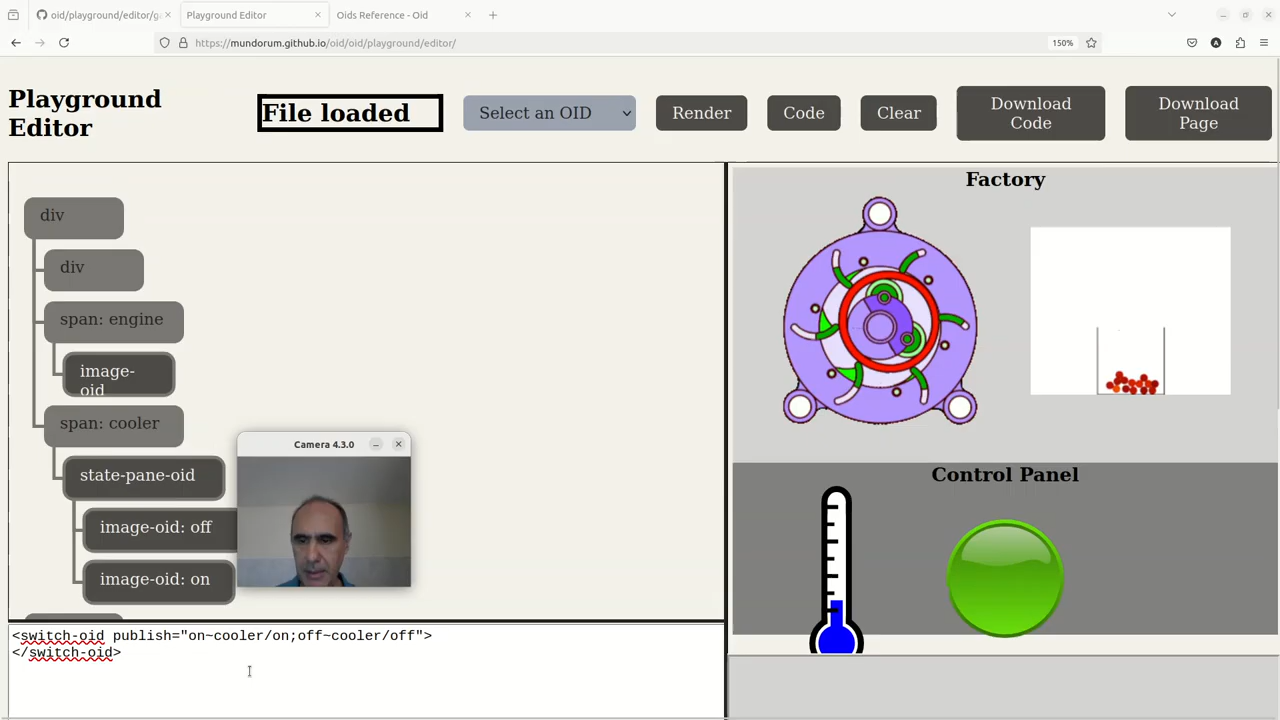 oid/playground/editor/g
Playground Editor
Oids Reference - Oid
https://mundorum.github.io/oid/oid/playground/editor/
150%
A
Playground
Editor
File loaded
Select an OID
Render
Code
Clear
Download
Code
Download
Page
div
div
span: engine
image-
oid
span: cooler
state-pane-oid
image-oid: off
image-oid: on
Camera 4.3.0
<switch-oid publish="on~cooler/on;off~cooler/off">
</switch-oid>
Factory
Control Panel